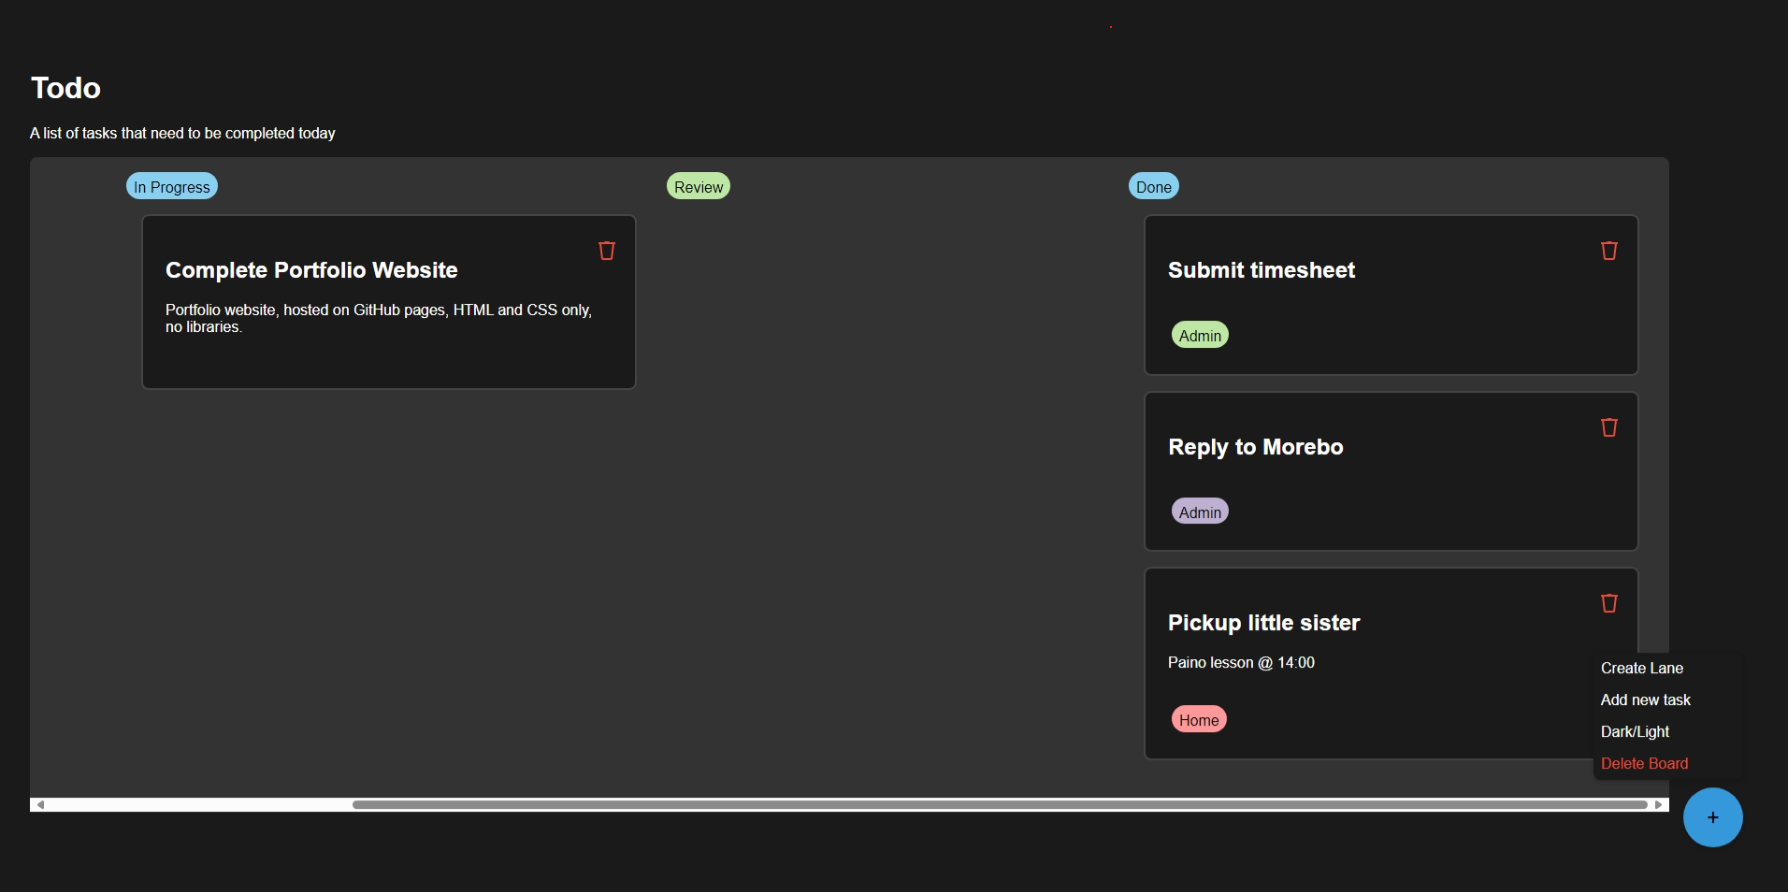 Todo
A list of tasks that need to be completed today
In Progress
Complete Portfolio Website
Portfolio website, hosted on GitHub pages, HTML and CSS only,
no libraries.
Review
Done
Submit timesheet
Admin
Reply to Morebo
Admin
Pickup little sister
Paino lesson @ 14:00
Home
Create Lane
Add new task
Dark/Light
Delete Board
+